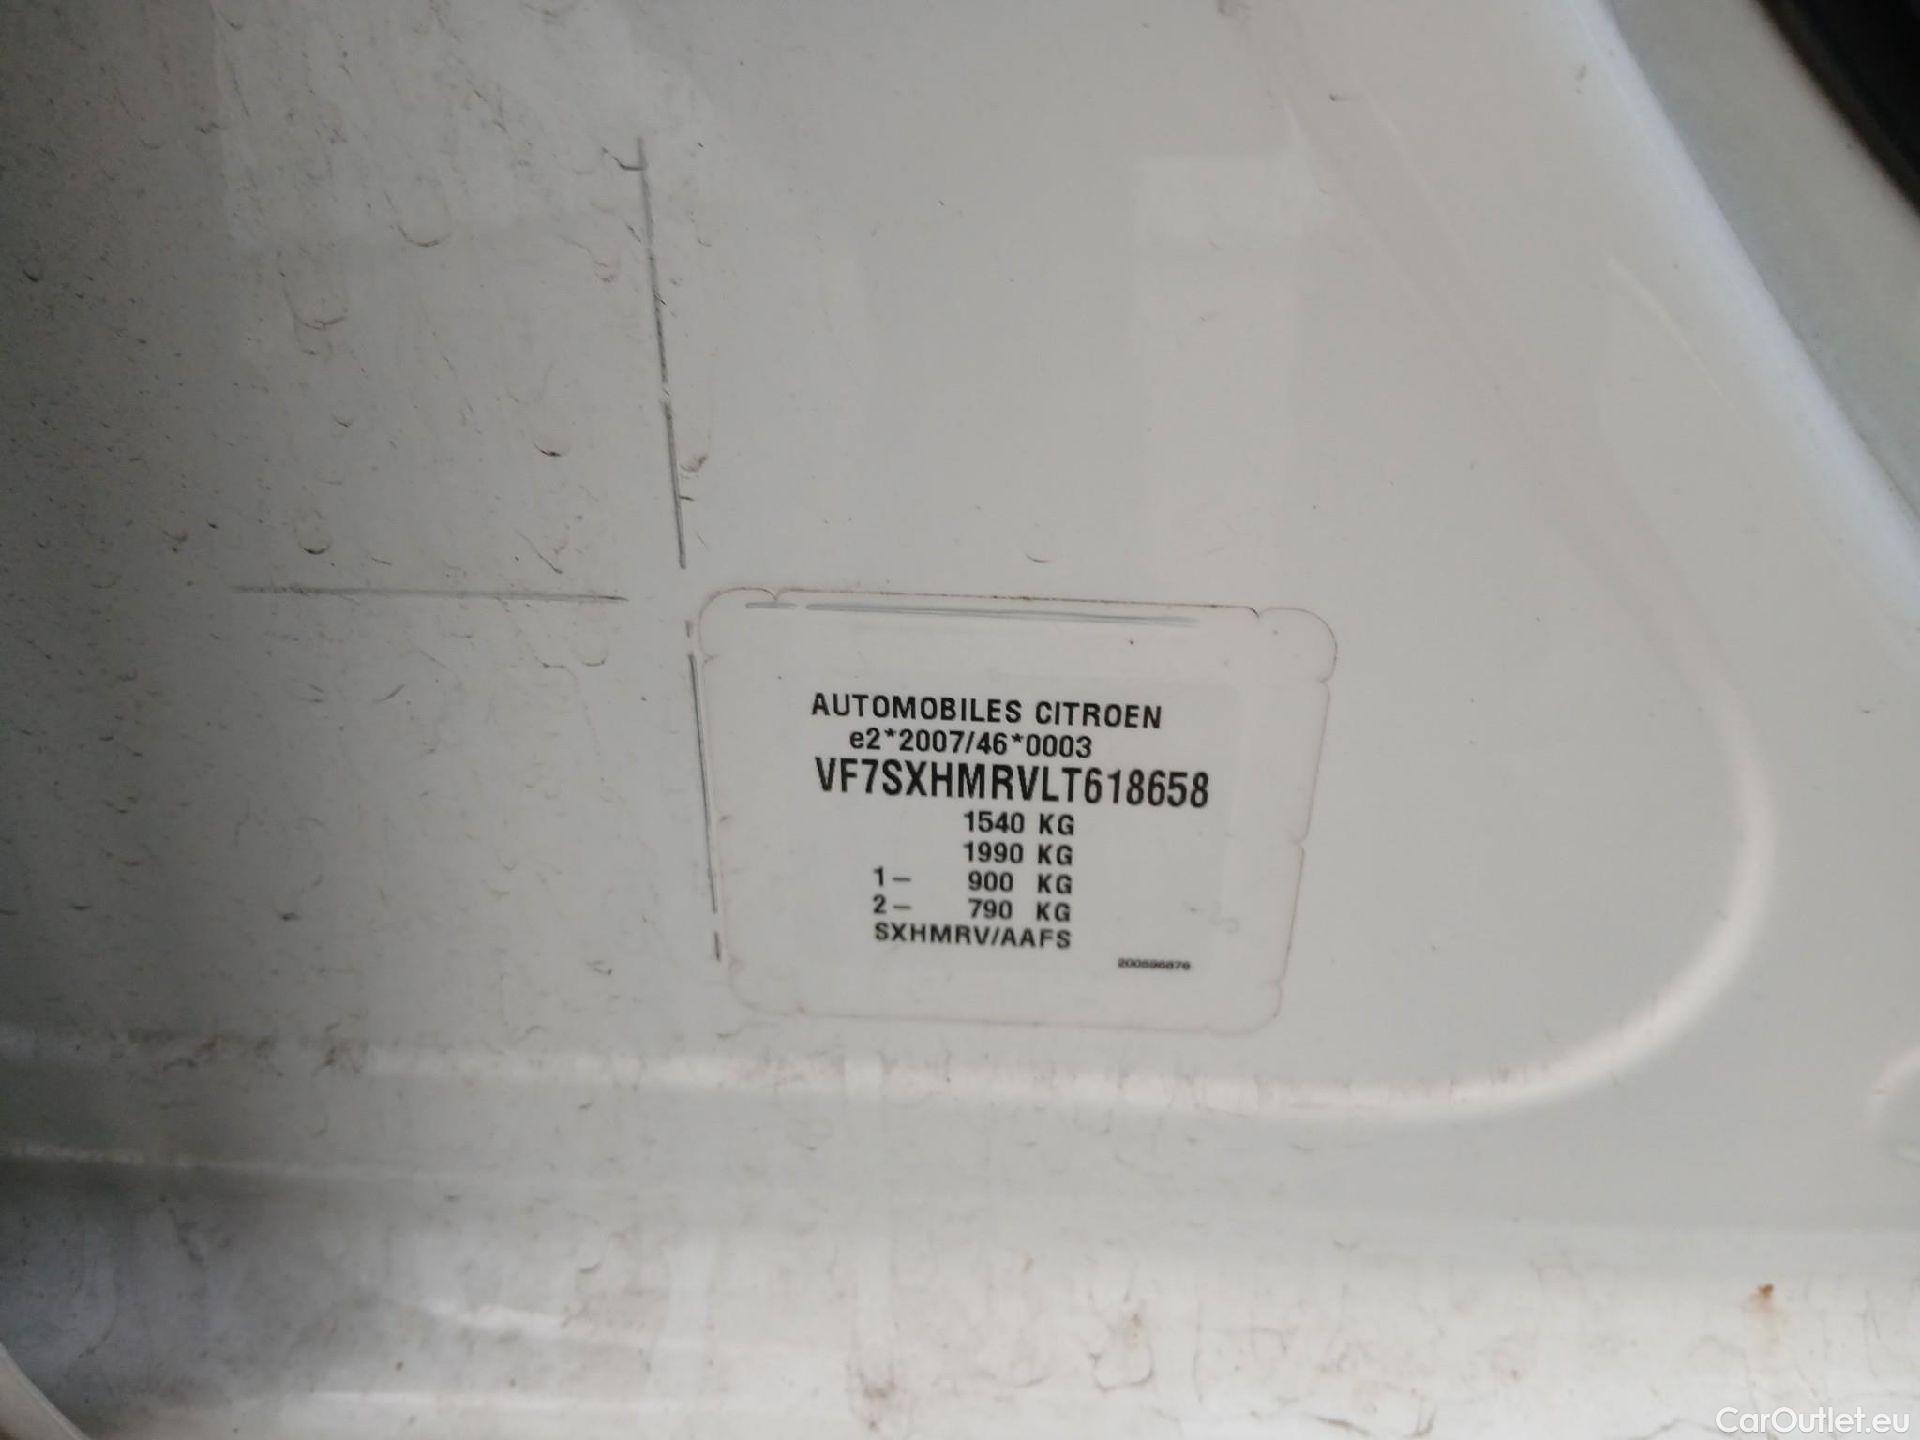 AUTOMOBILES CITROEN
e2*2007/46*0003
VF7SXHMRVLT618658
1540 KG
1990 KG
1- 900 KG
2- 790 KG
SXHMRV/AAFS
CarOutlet.eu